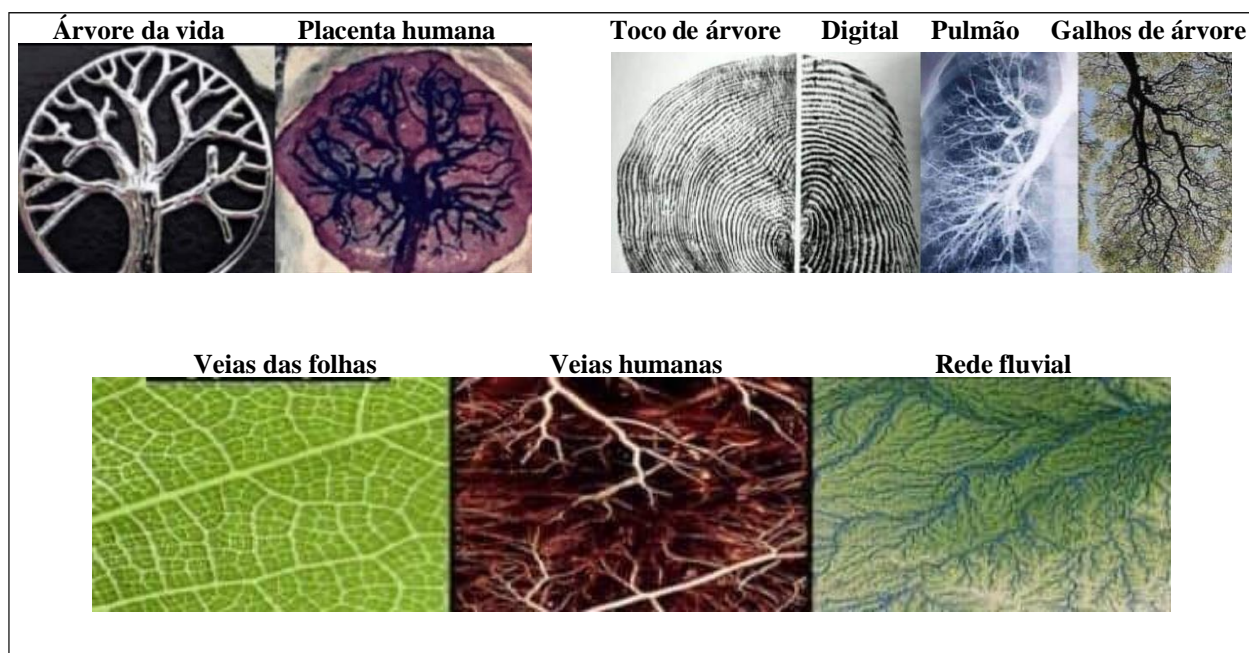 Árvore da vida Placenta humana Toco de árvore Digital Pulmão Galhos de árvore
Veias das folhas Veias humanas Rede fluvial